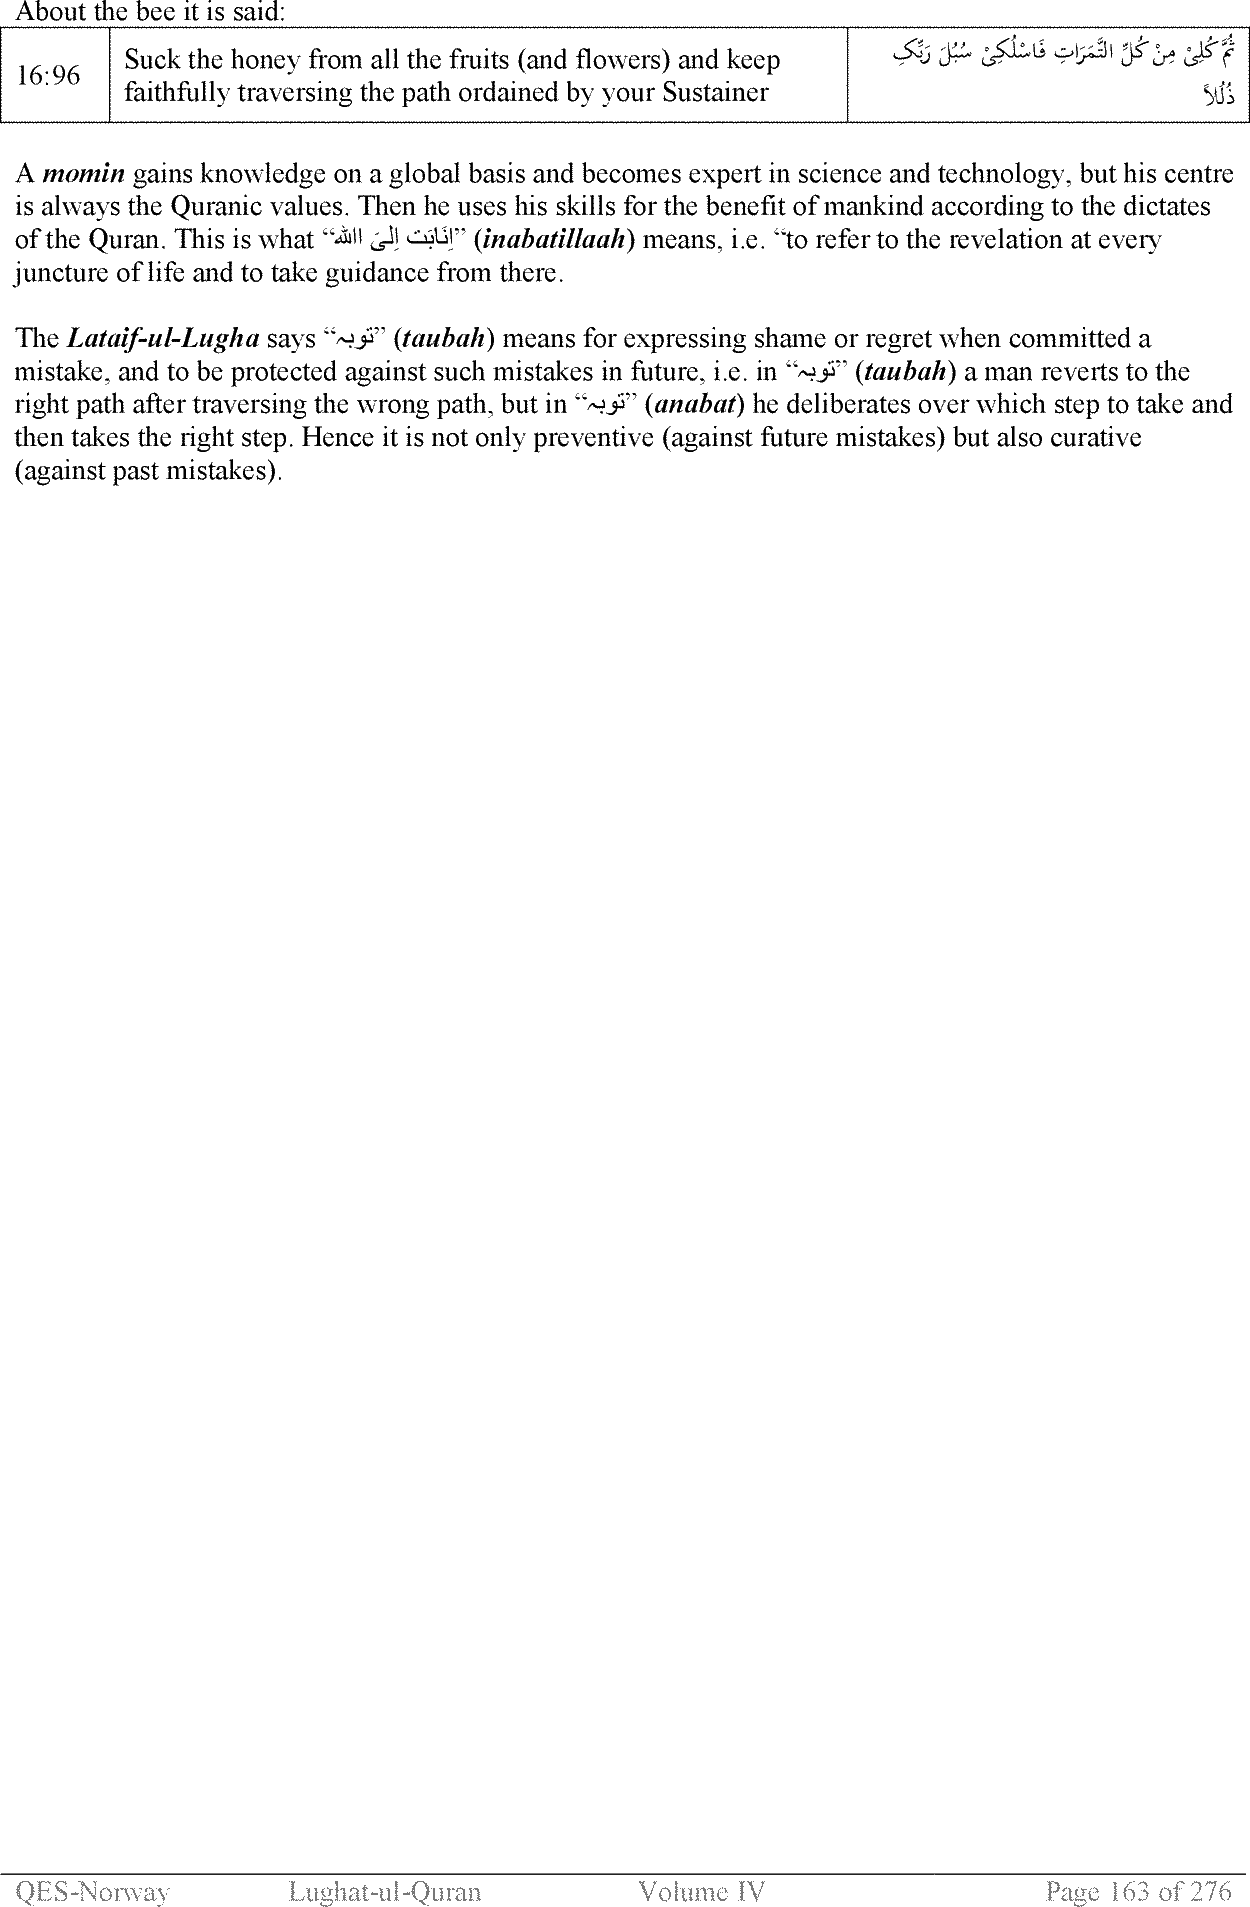 About the bee it is said:
16:96 Suck the honey from all the fruits (and flowers) and keep faithfully traversing the path ordained by your Sustainer ثُمَّ کُلِیْ مِنْ کُلِّ الثَّمَرَاتِ فَاسْلُکِیْ سُبُلَ رَبِّکِ ذُلُلاً
A momin gains knowledge on a global basis and becomes expert in science and technology, but his centre
is always the Quranic values. Then he uses his skills for the benefit of mankind according to the dictates
of the Quran. This is what “اِنَابَت اِلیَ االله” (inabatillaah) means, i.e. “to refer to the revelation at every
juncture of life and to take guidance from there.
The Lataif-ul-Lugha says “توبہ” (taubah) means for expressing shame or regret when committed a
mistake, and to be protected against such mistakes in future, i.e. in “توبہ” (taubah) a man reverts to the
right path after traversing the wrong path, but in “توبہ” (anabat) he deliberates over which step to take and
then takes the right step. Hence it is not only preventive (against future mistakes) but also curative
(against past mistakes).
QES-Norway Lughat-ul-Quran Volume IV Page 163 of 276